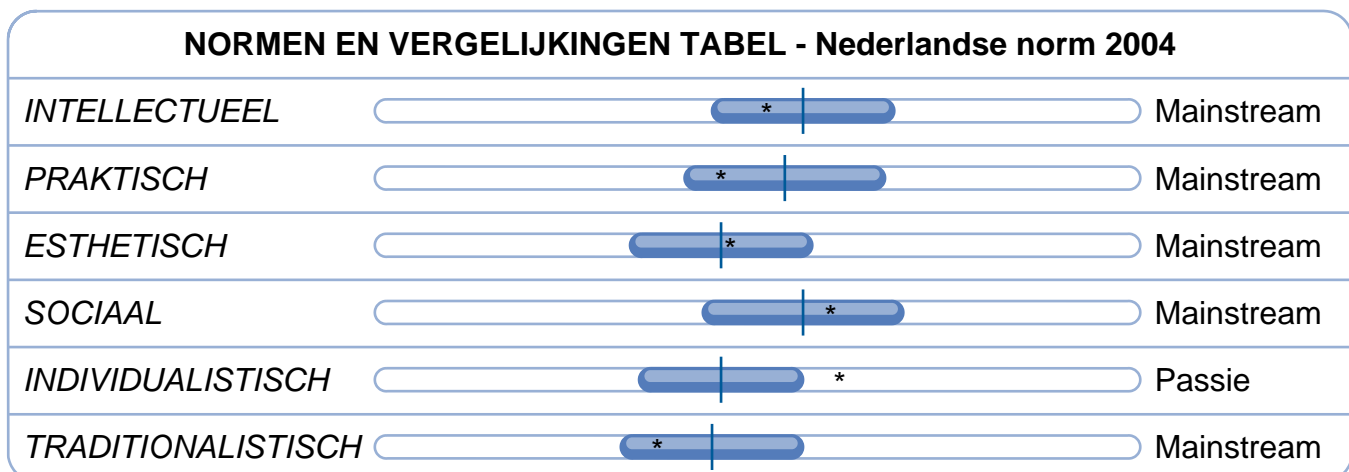 NORMEN EN VERGELIJKINGEN TABEL - Nederlandse norm 2004
INTELLECTUEEL * Mainstream
PRAKTISCH * Mainstream
ESTHETISCH * Mainstream
SOCIAAL * Mainstream
INDIVIDUALISTISCH * Passie
TRADITIONALISTISCH * Mainstream